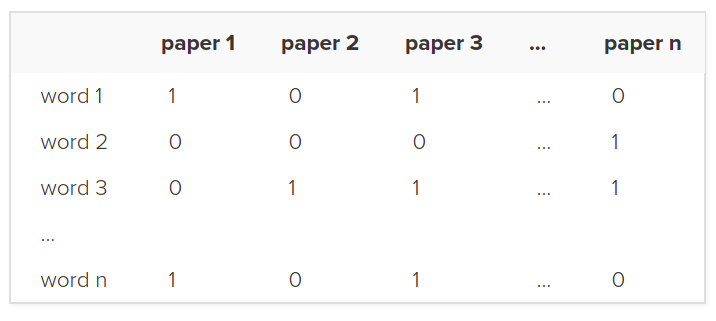 paper 1 paper 2 paper 3 ... paper n
word 1 1 0 1 ... 0
word 2 0 0 0 ... 1
word 3 0 1 1 ... 1
...
word n 1 0 1 ... 0